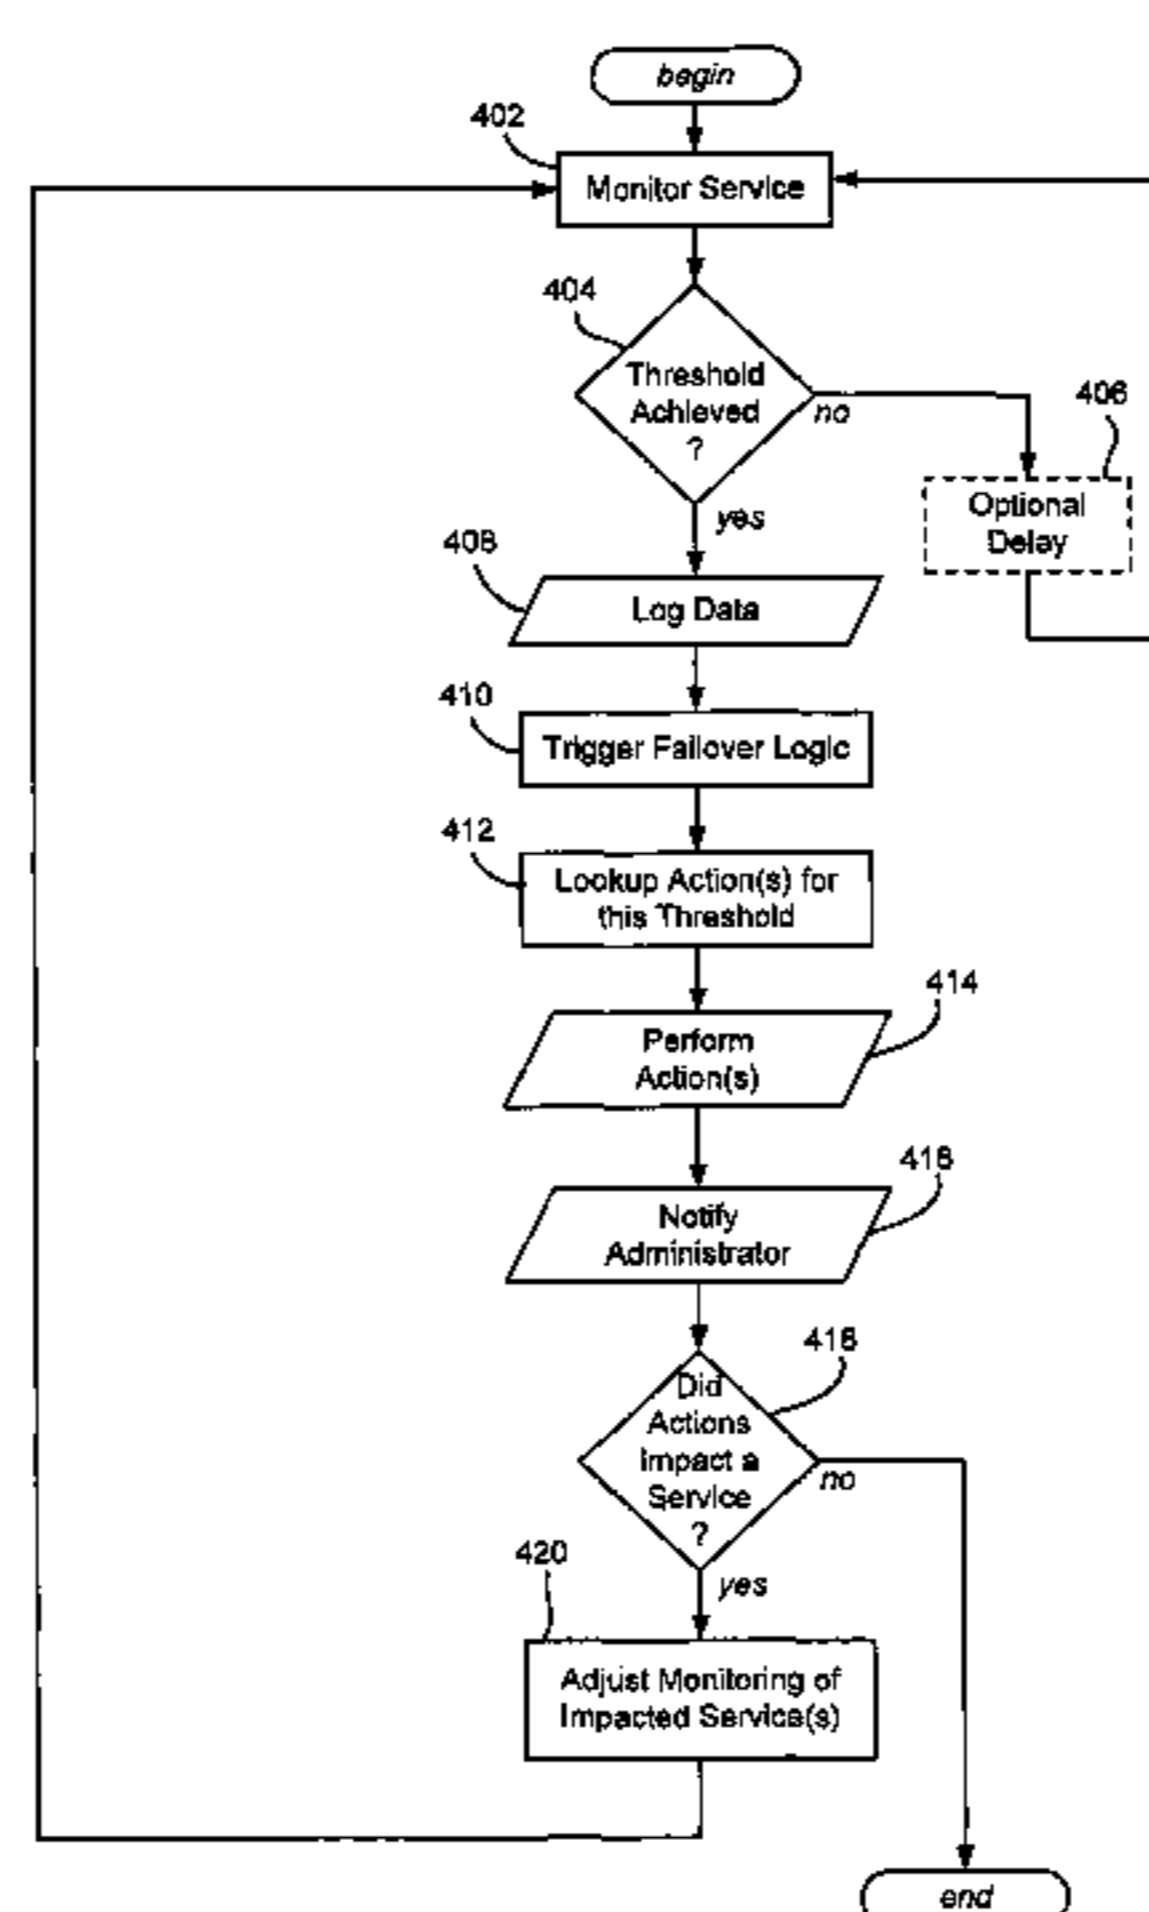 begin
402
Monitor Service
404
Threshold
Achieved
?
no
406
Optional
Delay
yes
408
Log Data
410
Trigger Failover Logic
412
Lookup Action(s) for
this Threshold
414
Perform
Action(s)
416
Notify
Administrator
418
Did
Actions
Impact a
Service
?
no
yes
420
Adjust Monitoring of
Impacted Service(s)
end